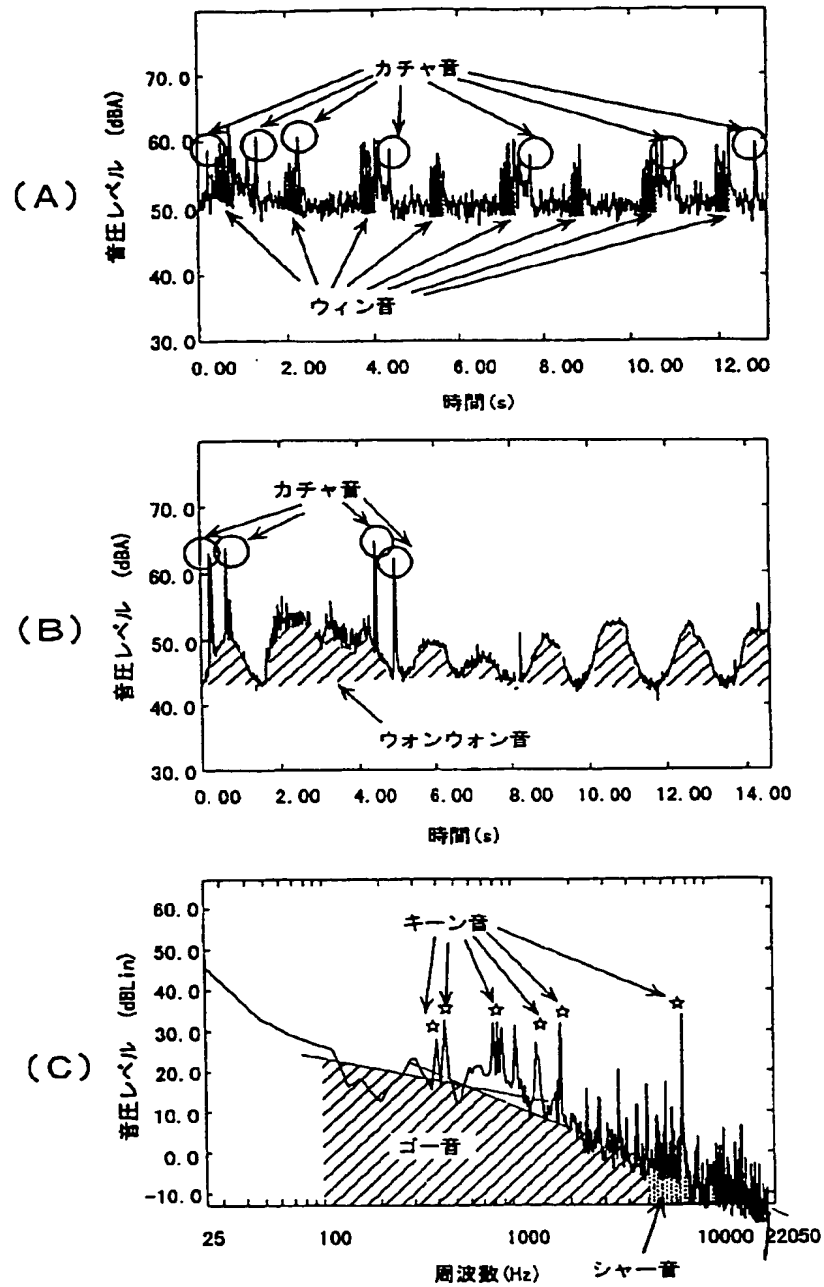 (A)
音圧レベル (dBA)
70.0
60.0
50.0
40.0
30.0
カチャ音
ウィン音
0.00 2.00 4.00 6.00 8.00 10.00 12.00
時間(s)
(B)
音圧レベル (dBA)
70.0
60.0
50.0
40.0
30.0
カチャ音
ウォンウォン音
0.00 2.00 4.00 6.00 8.00 10.00 12.00 14.00
時間(s)
(C)
音圧レベル (dBLin)
60.0
50.0
40.0
30.0
20.0
10.0
0.0
-10.0
キーン音
☆ ☆ ☆ ☆ ☆ ☆
ゴー音
25 100 1000 10000 22050
周波数(Hz)
シャー音